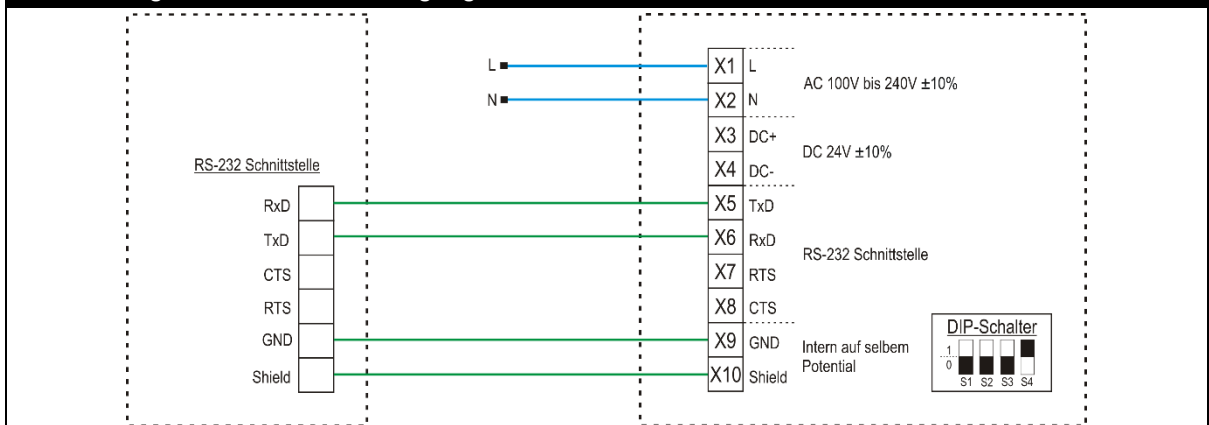 L X1 L
AC 100V bis 240V ±10%
N X2 N
X3 DC+
DC 24V ±10%
X4 DC-
RS-232 Schnittstelle
RxD X5 TxD
TxD X6 RxD
RS-232 Schnittstelle
CTS X7 RTS
RTS X8 CTS
GND X9 GND
Intern auf selbem
Potential
Shield X10 Shield
DIP-Schalter
1
0
S1 S2 S3 S4